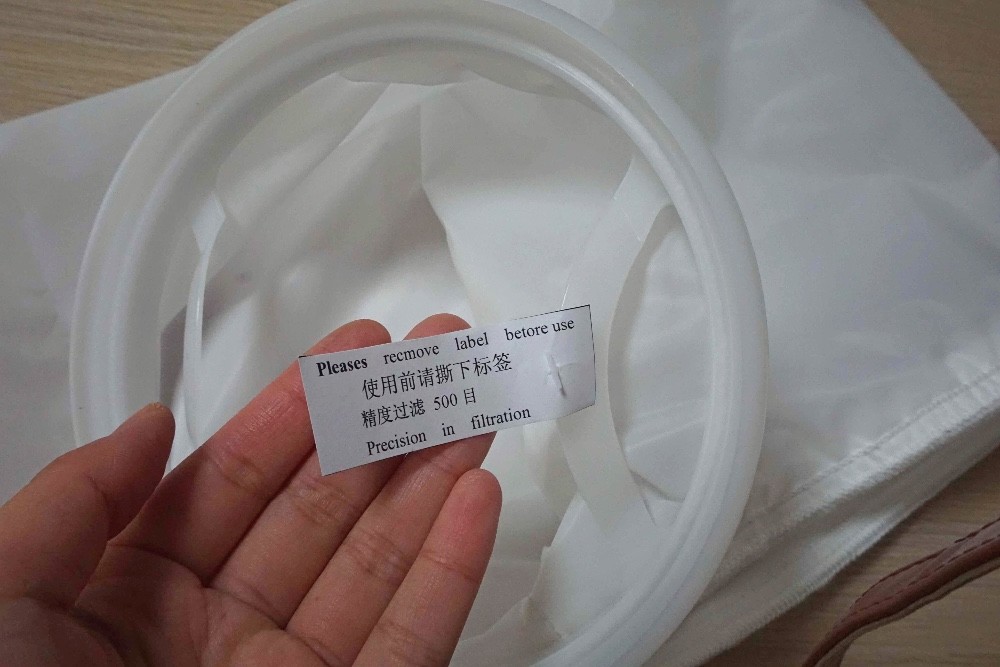 Pleases recmove label betore use
使用前请撕下标签
精度过滤 500 目
Precision in filtration